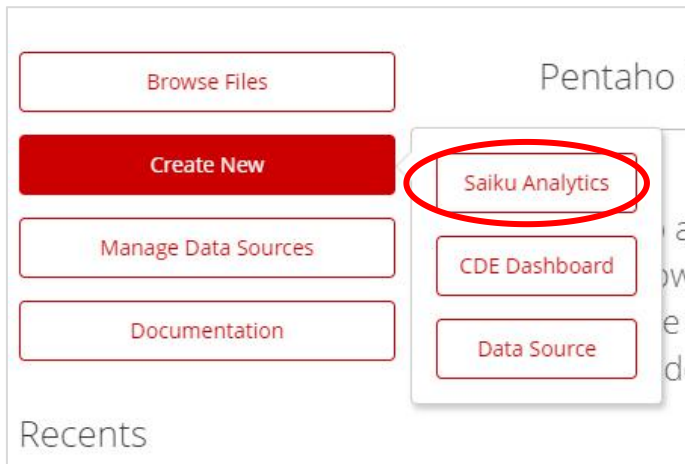 Browse Files
Pentaho
Create New
Saiku Analytics
Manage Data Sources
CDE Dashboard
Documentation
Data Source
Recents